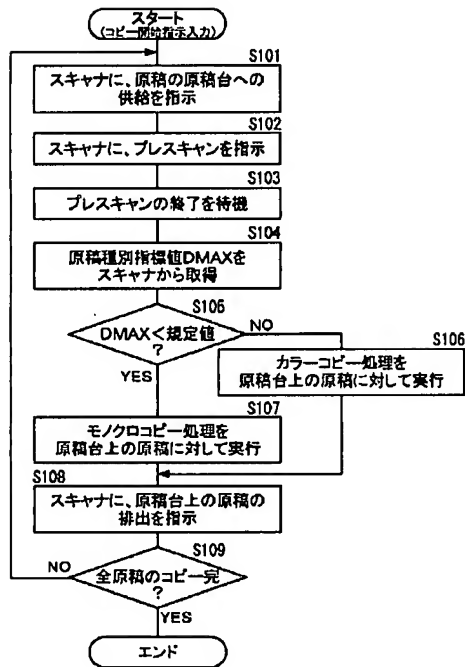 スタート
(コピー開始指示入力)
S101
スキャナに、原稿の原稿台への
供給を指示
S102
スキャナに、プレスキャンを指示
S103
プレスキャンの終了を待機
S104
原稿種別指標値DMAXを
スキャナから取得
S105
DMAX<規定値
?
NO
YES
S106
カラーコピー処理を
原稿台上の原稿に対して実行
S107
モノクロコピー処理を
原稿台上の原稿に対して実行
S108
スキャナに、原稿台上の原稿の
排出を指示
S109
NO
全原稿のコピー完
?
YES
エンド